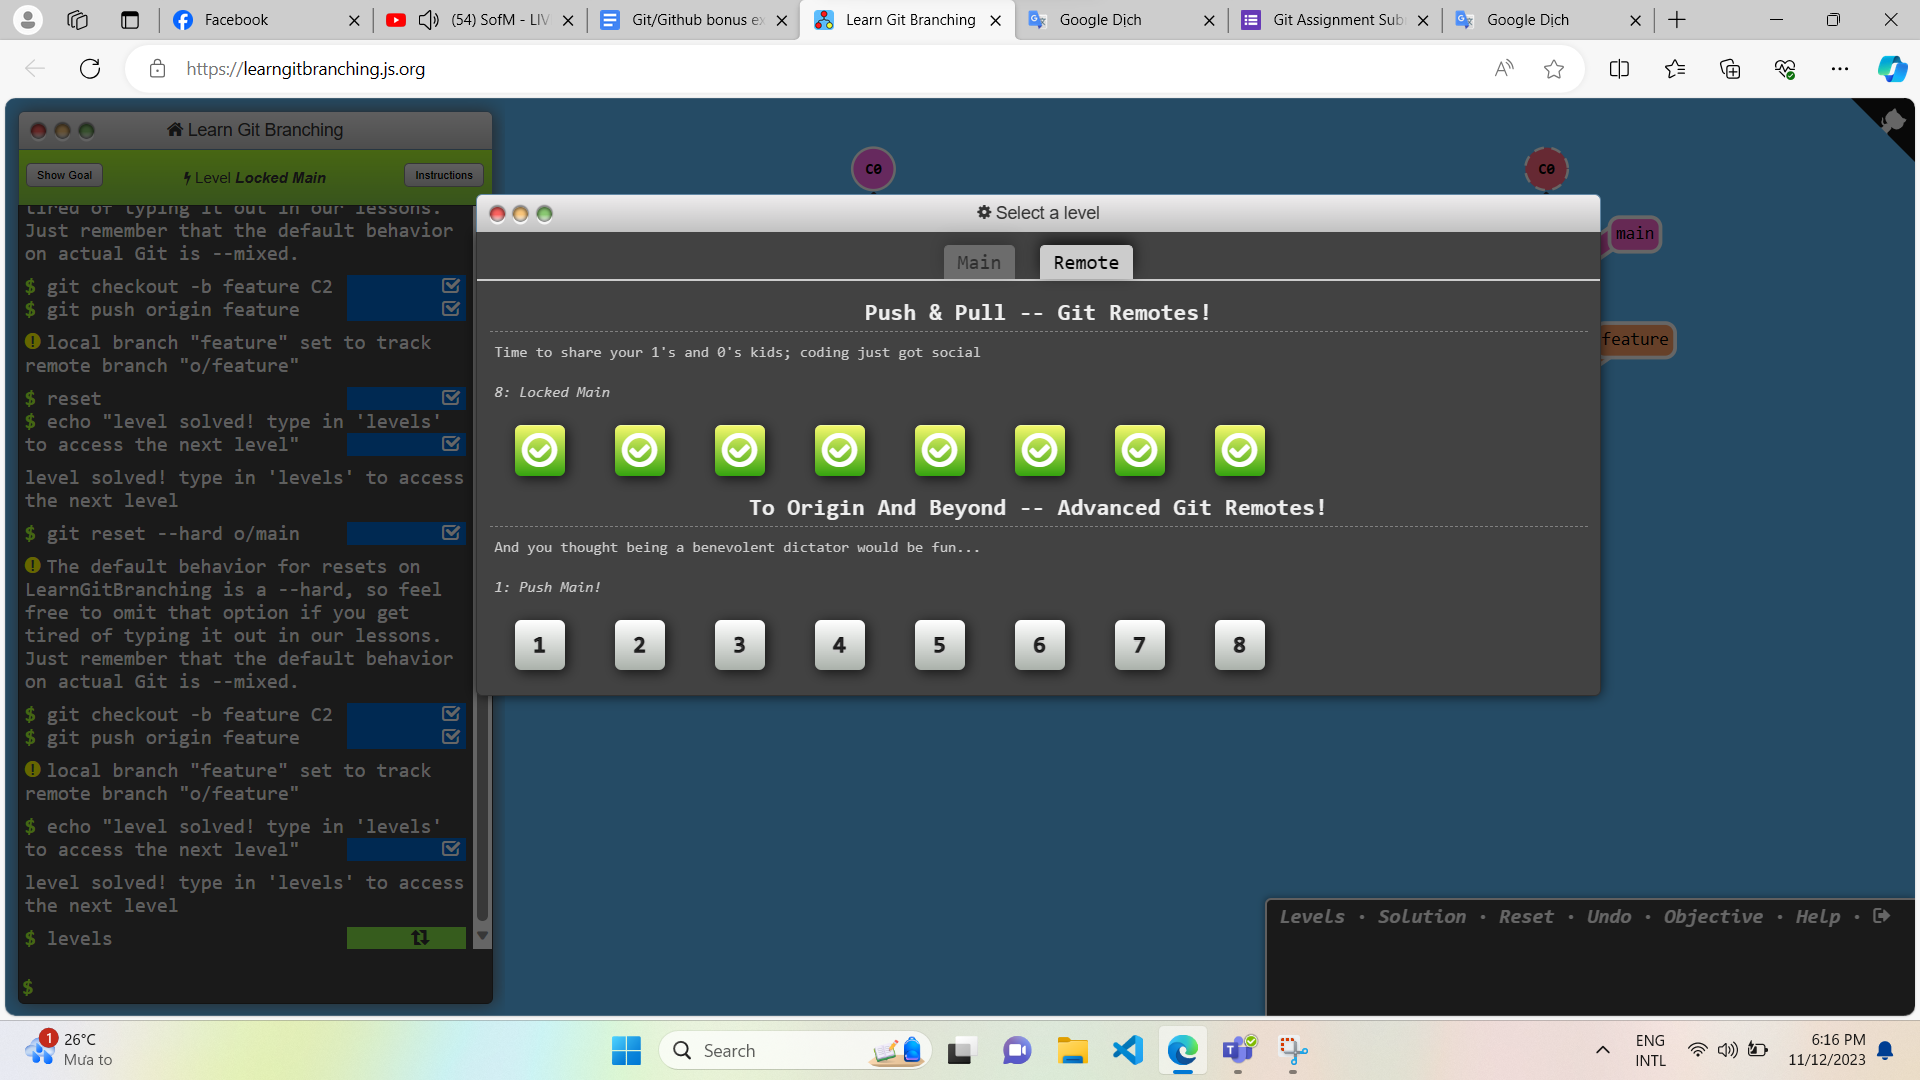 Facebook
(54) SofM - LIV
Git/Github bonus ex
Learn Git Branching
Google Dịch
Git Assignment Sub
Google Dịch
https://learngitbranching.js.org
Learn Git Branching
Show Goal
Level Locked Main
Instructions
tired of typing it out in our lessons.
Just remember that the default behavior
on actual Git is --mixed.
$ git checkout -b feature C2
$ git push origin feature
local branch "feature" set to track
remote branch "o/feature"
$ reset
$ echo "level solved! type in 'levels'
to access the next level"
level solved! type in 'levels' to access
the next level
$ git reset --hard o/main
The default behavior for resets on
LearnGitBranching is a --hard, so feel
free to omit that option if you get
tired of typing it out in our lessons.
Just remember that the default behavior
on actual Git is --mixed.
$ git checkout -b feature C2
$ git push origin feature
local branch "feature" set to track
remote branch "o/feature"
$ echo "level solved! type in 'levels'
to access the next level"
level solved! type in 'levels' to access
the next level
$ levels
$
C0
C0
main
feature
Select a level
Main
Remote
Push & Pull -- Git Remotes!
Time to share your 1's and 0's kids; coding just got social
8: Locked Main
To Origin And Beyond -- Advanced Git Remotes!
And you thought being a benevolent dictator would be fun...
1: Push Main!
1 2 3 4 5 6 7 8
Levels • Solution • Reset • Undo • Objective • Help •
1
26°C
Mưa to
Search
T
ENG
INTL
6:16 PM
11/12/2023